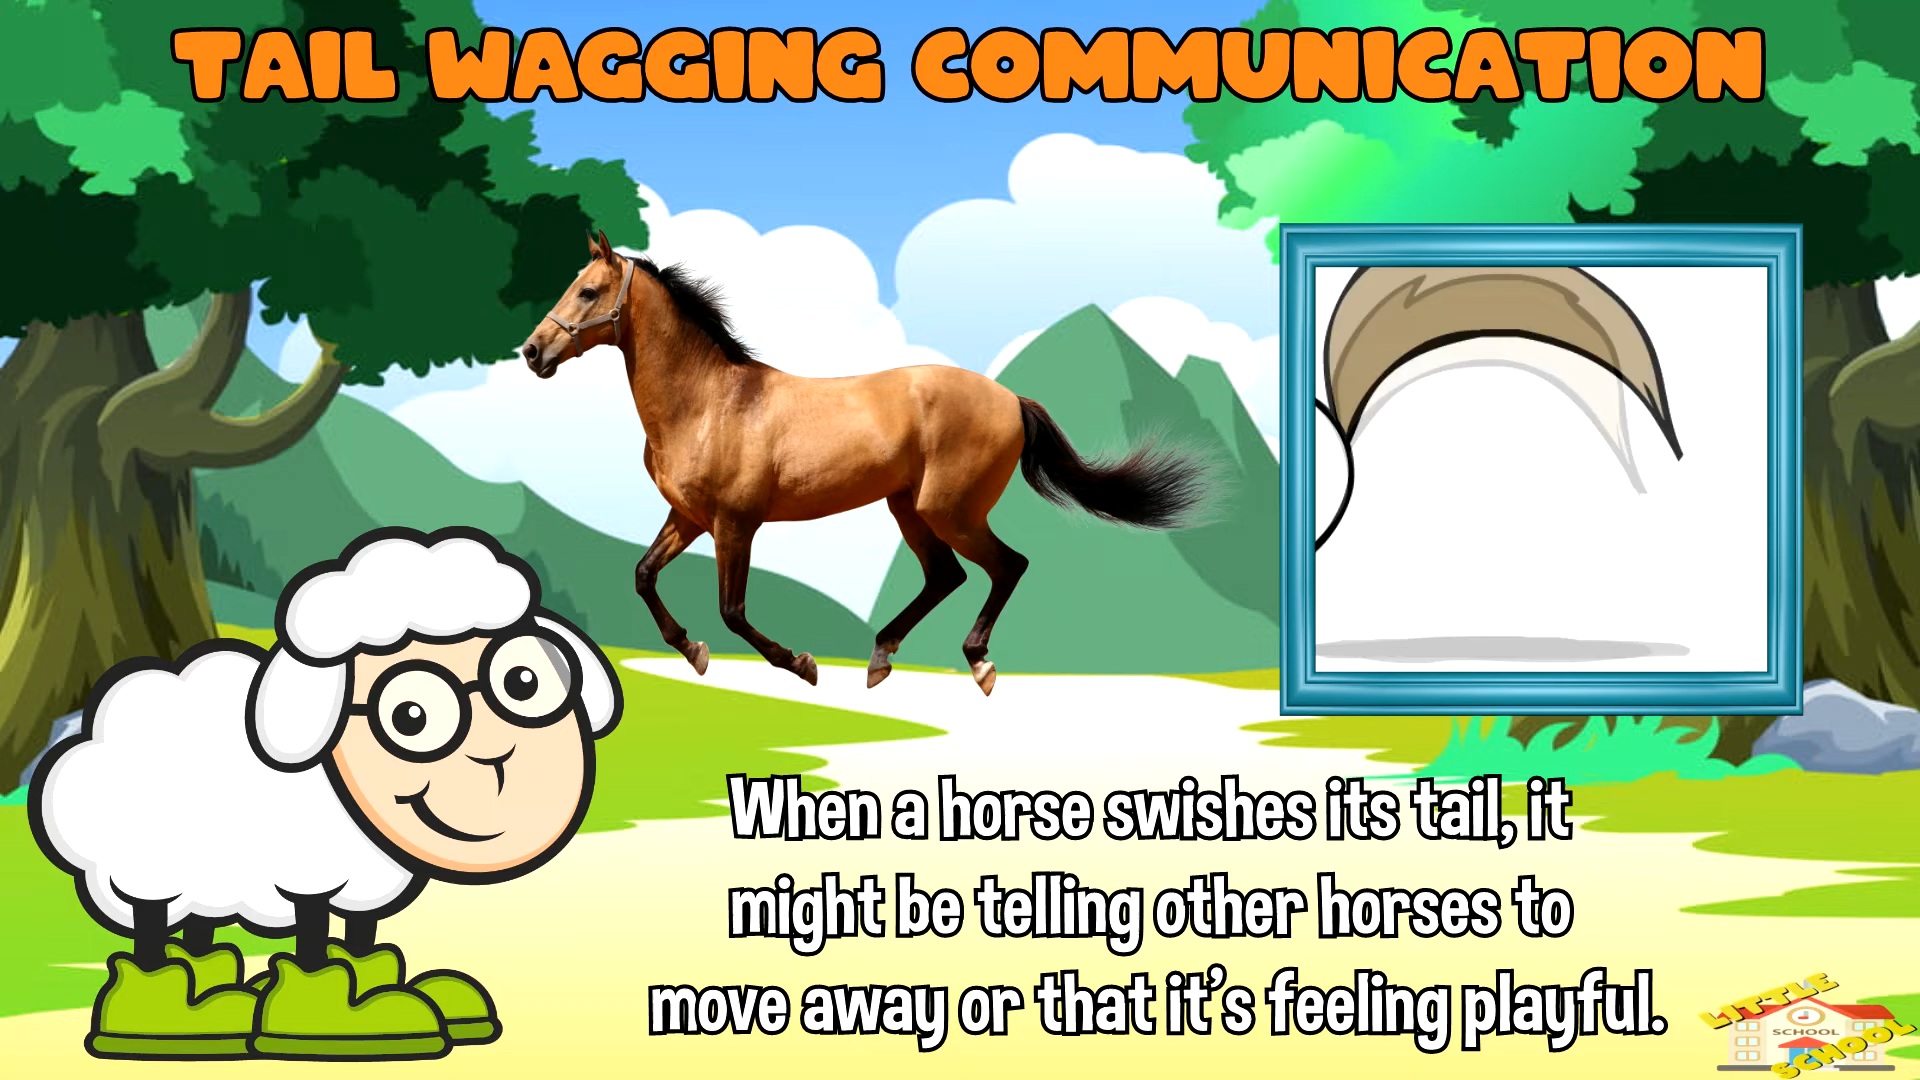 TAIL WAGGING COMMUNICATION
When a horse swishes its tail, it
might be telling other horses to
move away or that it's feeling playful.
LITTLE
SCHOOL
SCHOOL